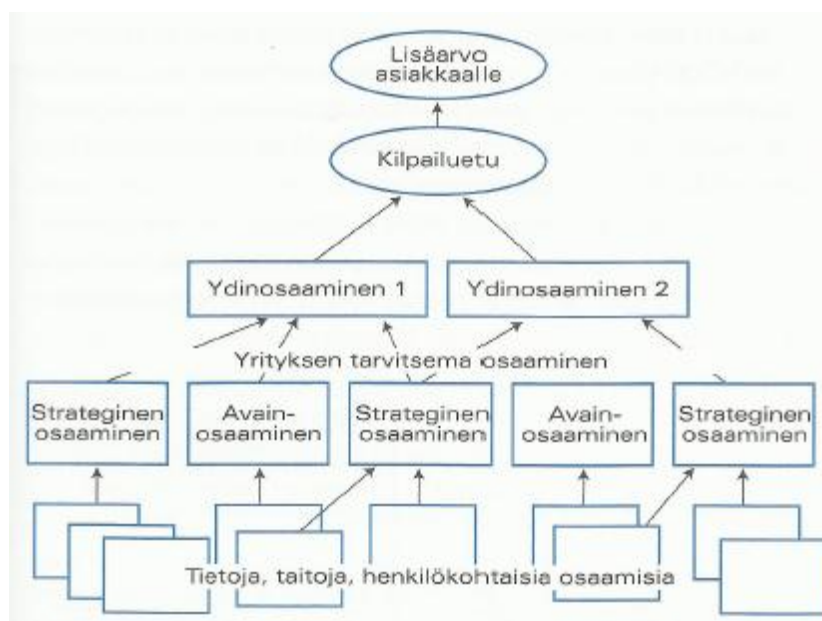 Lisäarvo
asiakkaalle
Kilpailuetu
Ydinosaaminen 1
Ydinosaaminen 2
Yrityksen tarvitsema osaaminen
Strateginen
osaaminen
Avain-
osaaminen
Strateginen
osaaminen
Avain-
osaaminen
Strateginen
osaaminen
Tietoja, taitoja, henkilökohtaisia osaamisia